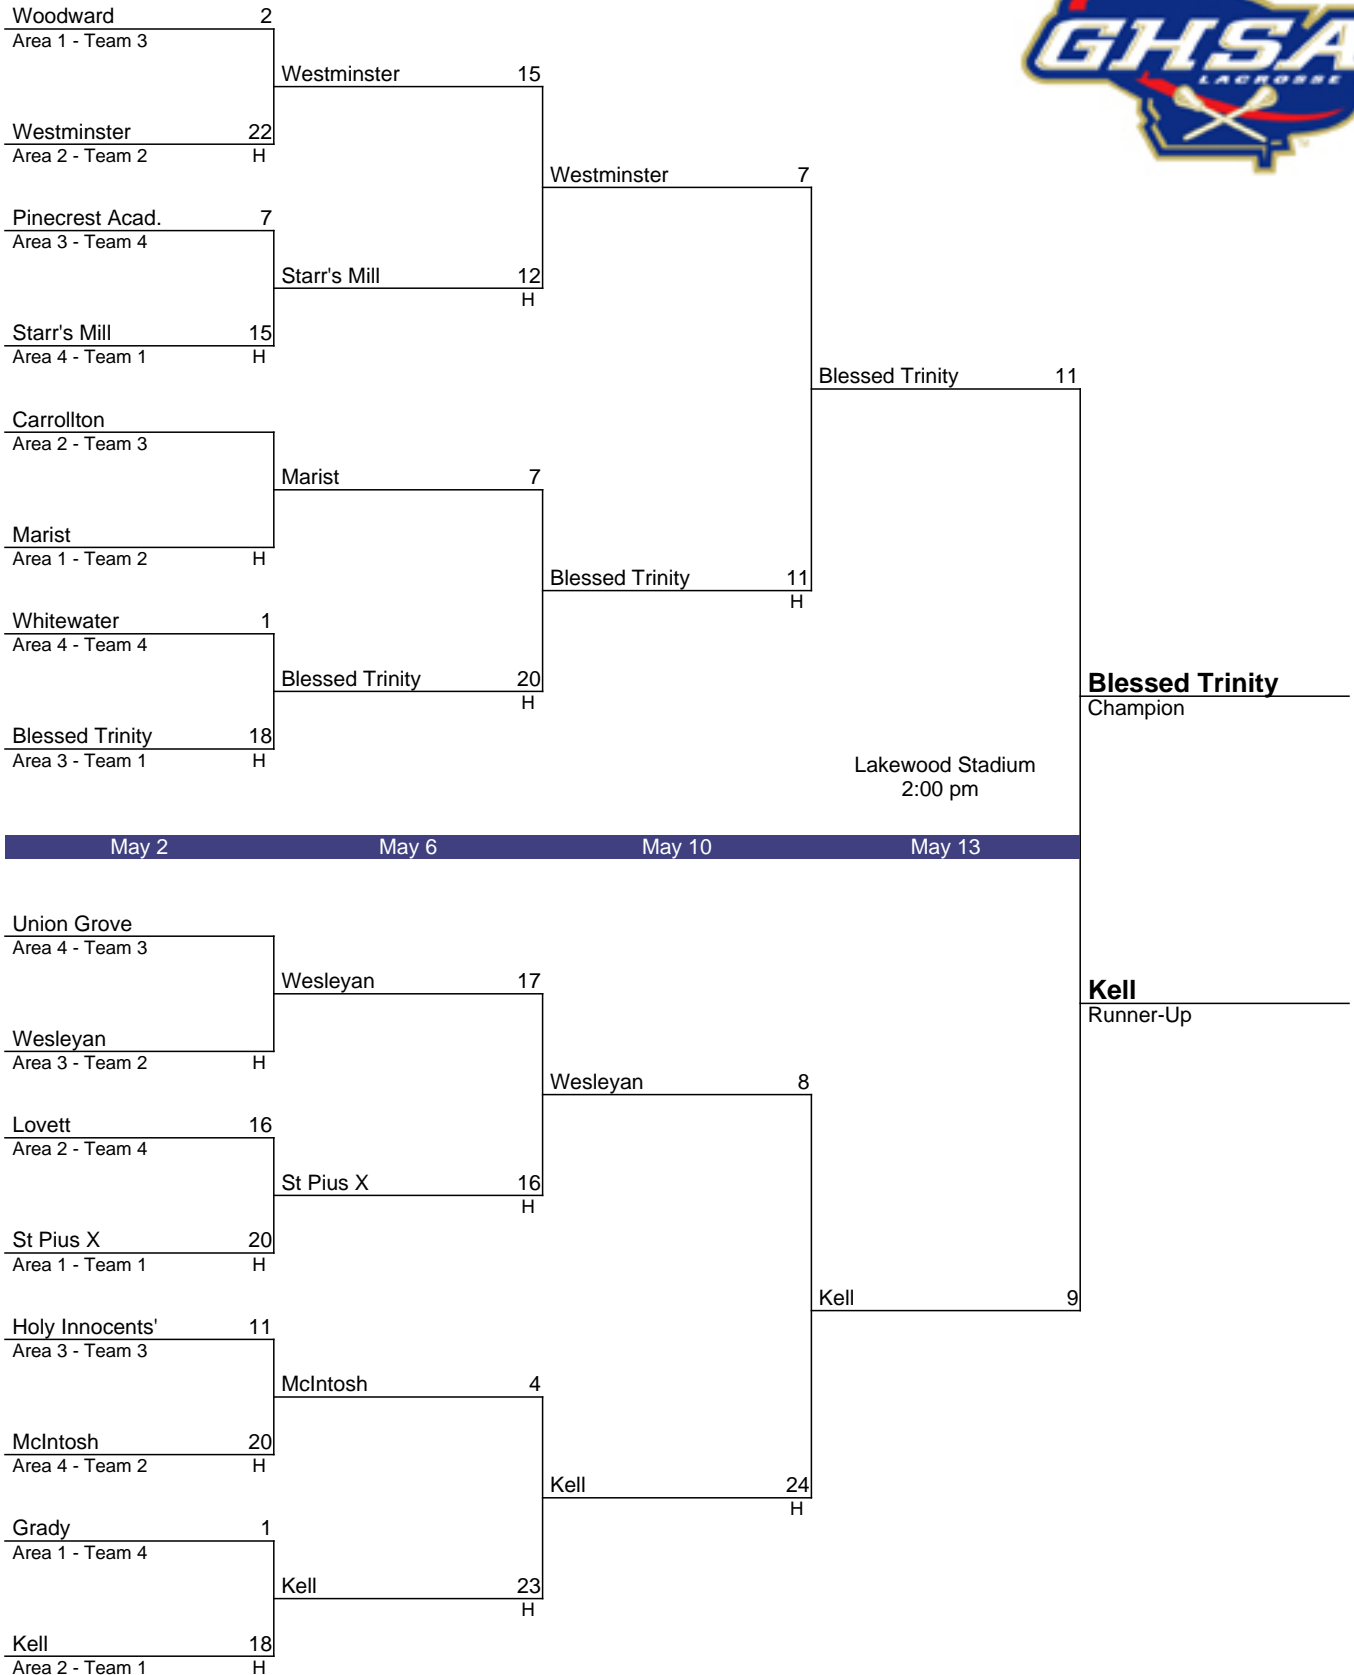 GHSA
LACROSSE
Woodward 2
Area 1 - Team 3
Westminster 15
Westminster 22
Area 2 - Team 2 H
Westminster 7
Pinecrest Acad. 7
Area 3 - Team 4
Starr's Mill 12
H
Starr's Mill 15
Area 4 - Team 1 H
Blessed Trinity 11
Carrollton
Area 2 - Team 3
Marist 7
Marist
Area 1 - Team 2 H
Blessed Trinity 11
H
Whitewater 1
Area 4 - Team 4
Blessed Trinity 20
H
Blessed Trinity
Champion
Blessed Trinity 18
Area 3 - Team 1 H
Lakewood Stadium
2:00 pm
May 2 May 6 May 10 May 13
Union Grove
Area 4 - Team 3
Wesleyan 17
Kell
Runner-Up
Wesleyan
Area 3 - Team 2 H
Wesleyan 8
Lovett 16
Area 2 - Team 4
St Pius X 16
H
St Pius X 20
Area 1 - Team 1 H
Kell 9
Holy Innocents' 11
Area 3 - Team 3
McIntosh 4
McIntosh 20
Area 4 - Team 2 H
Kell 24
H
Grady 1
Area 1 - Team 4
Kell 23
H
Kell 18
Area 2 - Team 1 H